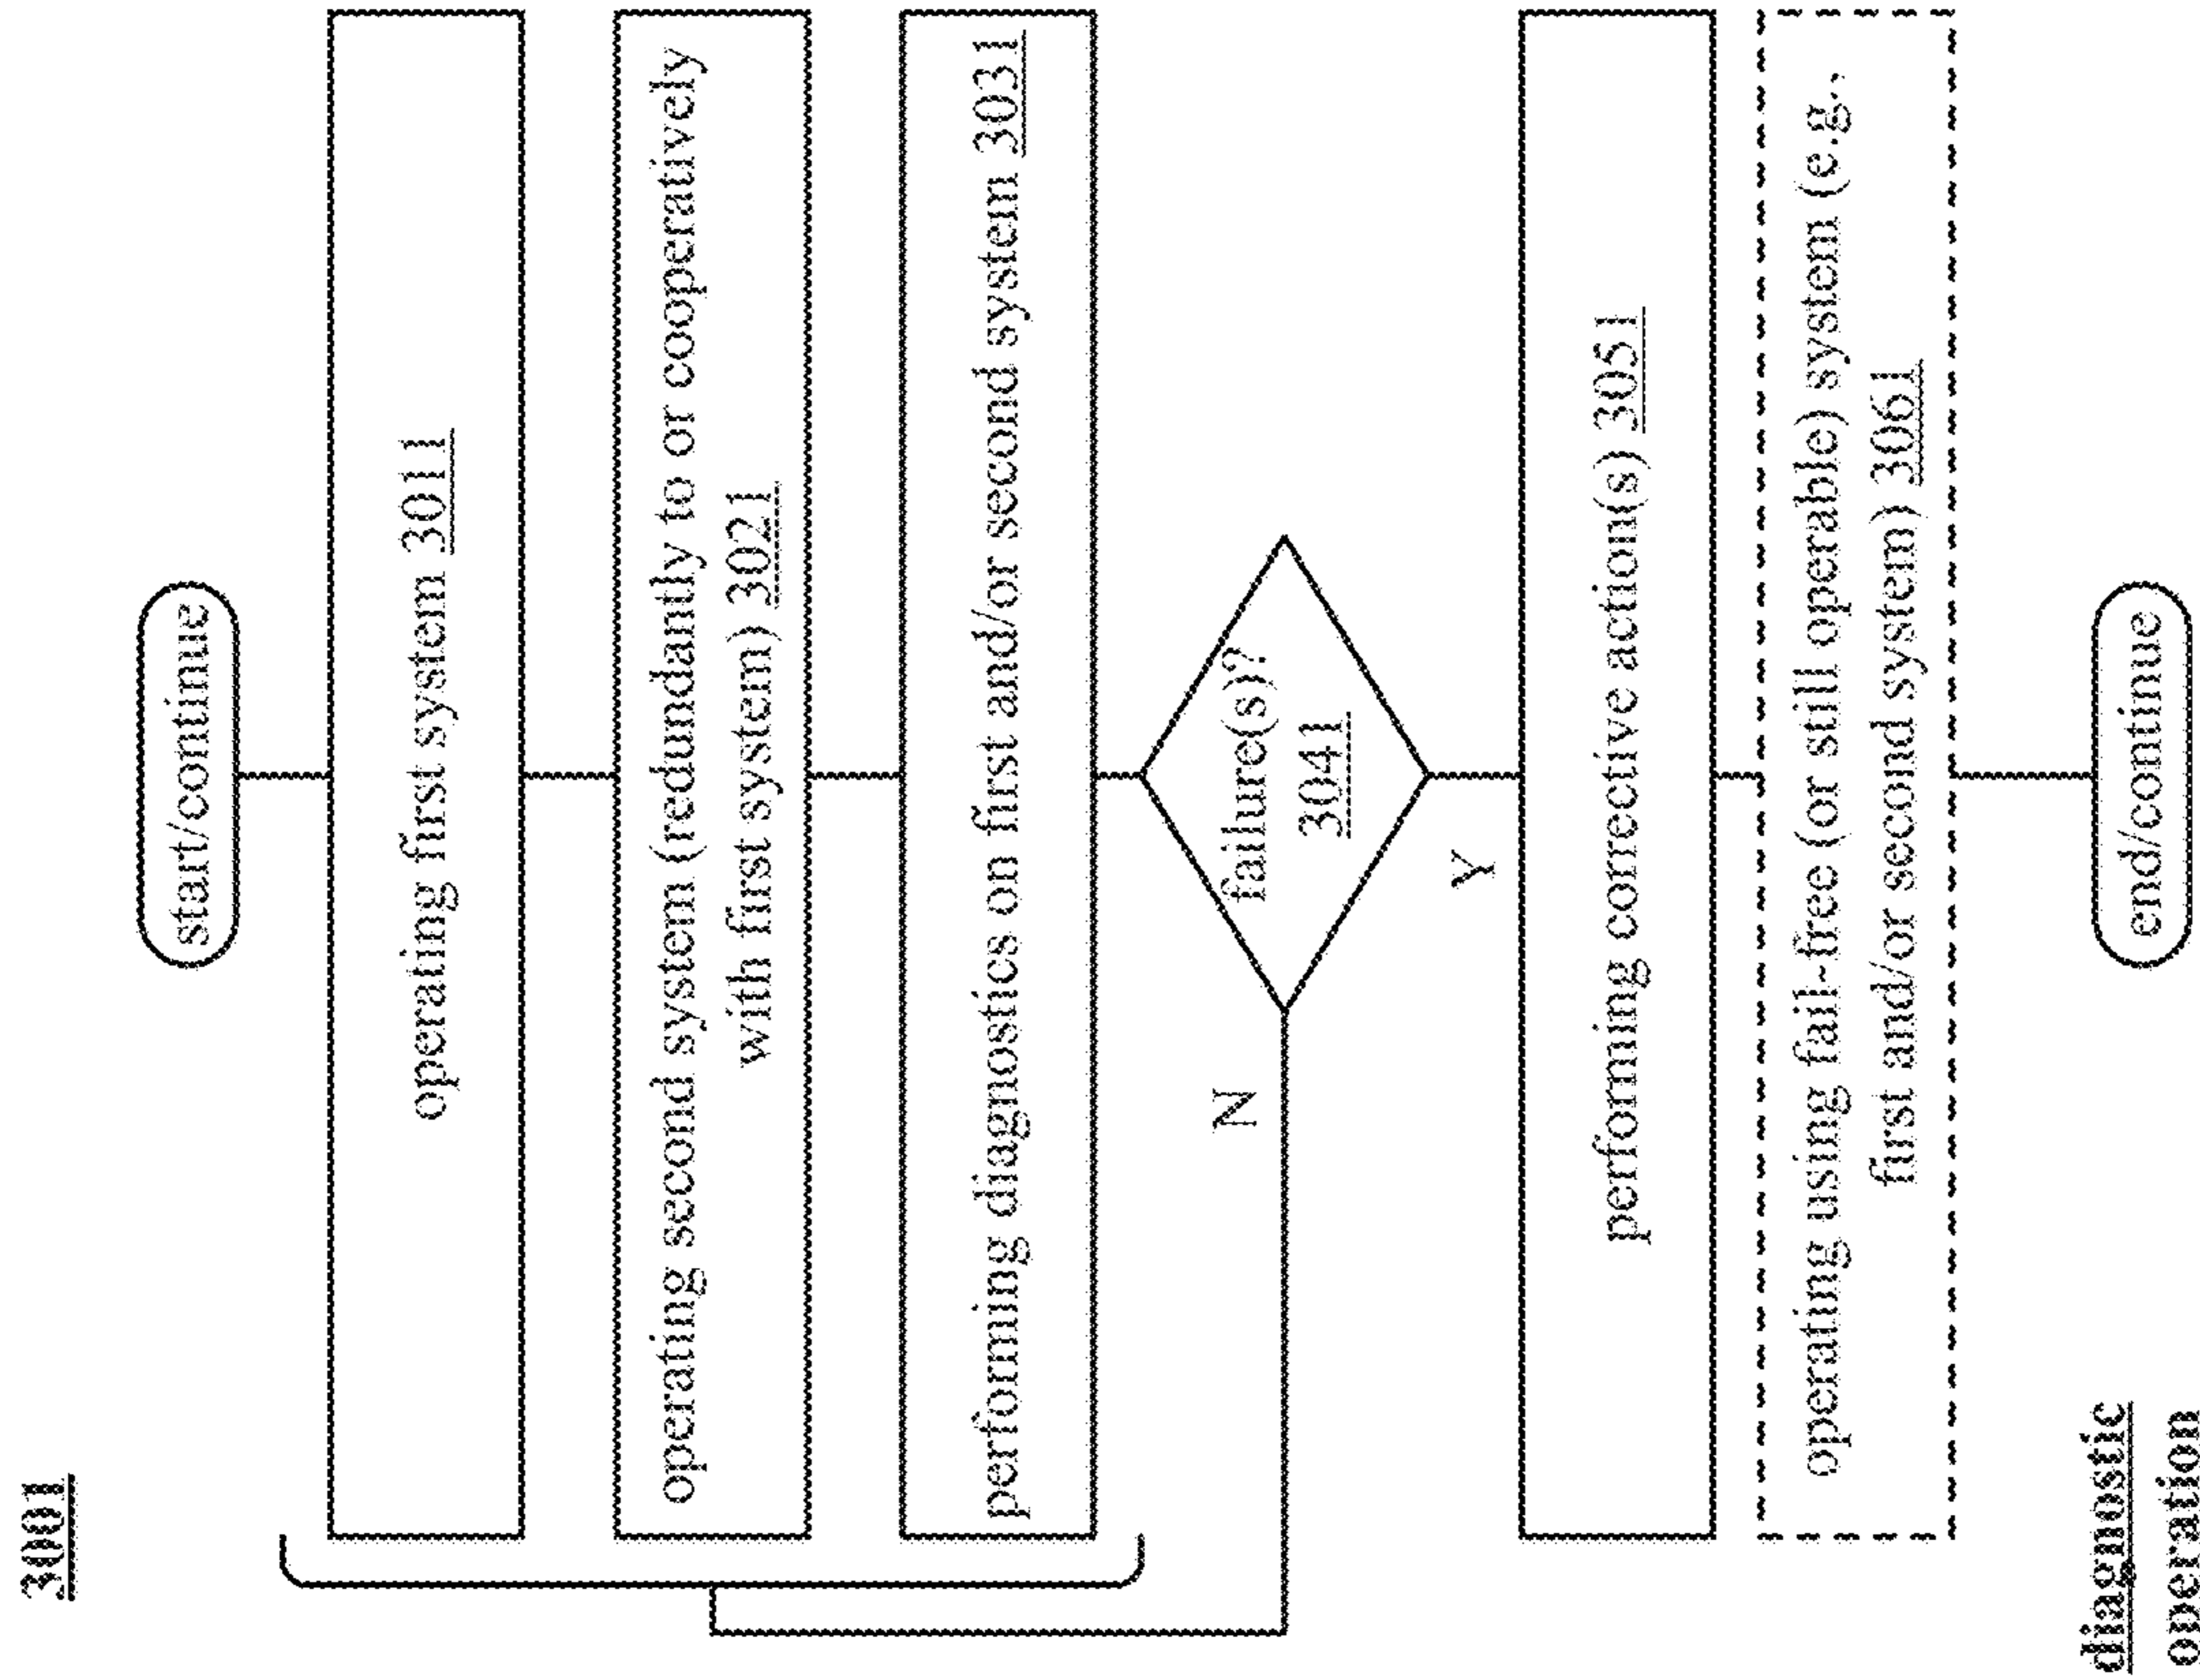 3001
start/continue
operating first system 3011
operating second system (redundantly to or cooperatively
with first system) 3021
performing diagnostics on first and/or second system 3031
failure(s)?
3041
N
Y
performing corrective action(s) 3051
operating using fail-free (or still operable) system (e.g.,
first and/or second system) 3061
end/continue
diagnostic
operation